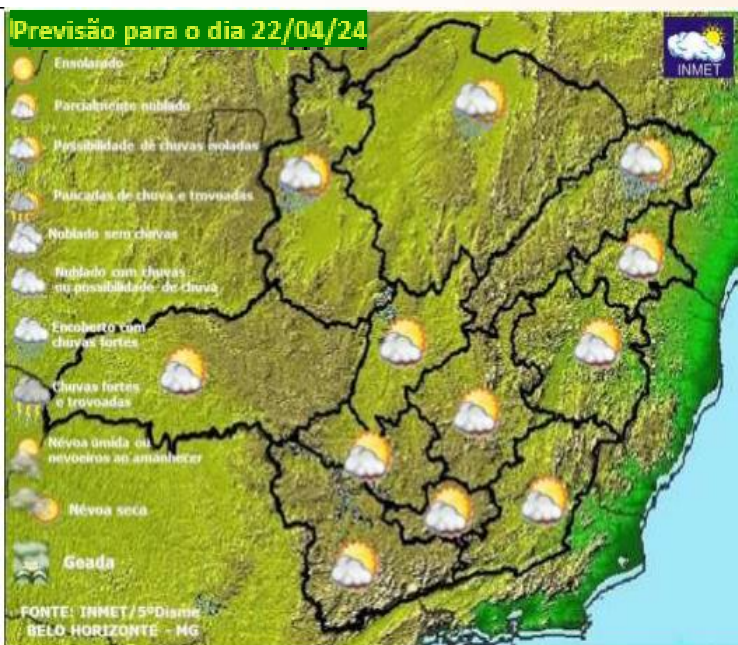 Previsão para o dia 22/04/24
INMET
Ensolarado
Parcialmente nublado
Possibilidade de chuvas isoladas
Pancadas de chuva e trovoadas
Nublado sem chuvas
Nublado com chuvas
ou possibilidade de chuva
Encoberto com
chuvas fortes
Chuvas fortes
e trovoadas
Névoa úmida ou
nevoeiros ao amanhecer
Névoa seca
Geada
FONTE: INMET/5ºDisme
BELO HORIZONTE - MG